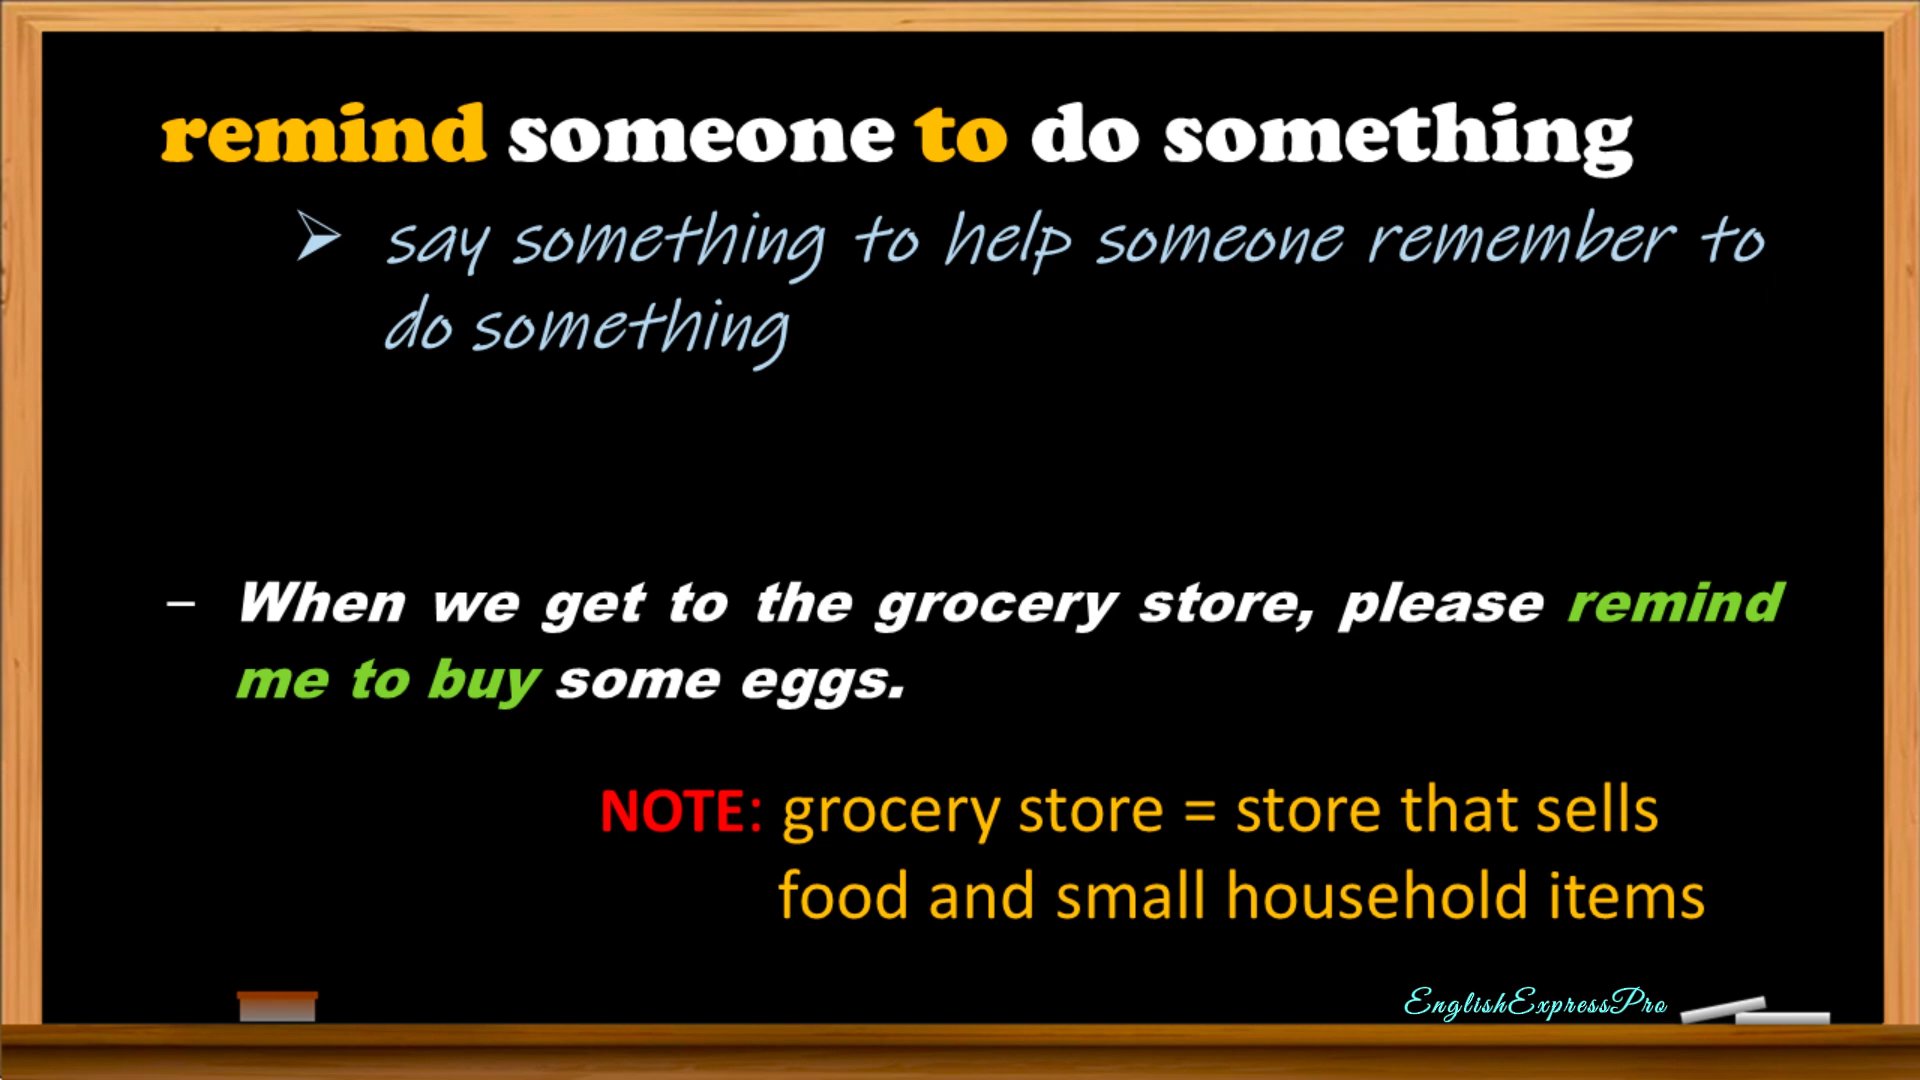 remind someone to do something
➢ say something to help someone remember to
do something
– When we get to the grocery store, please remind
me to buy some eggs.
NOTE: grocery store = store that sells
food and small household items
EnglishExpressPro